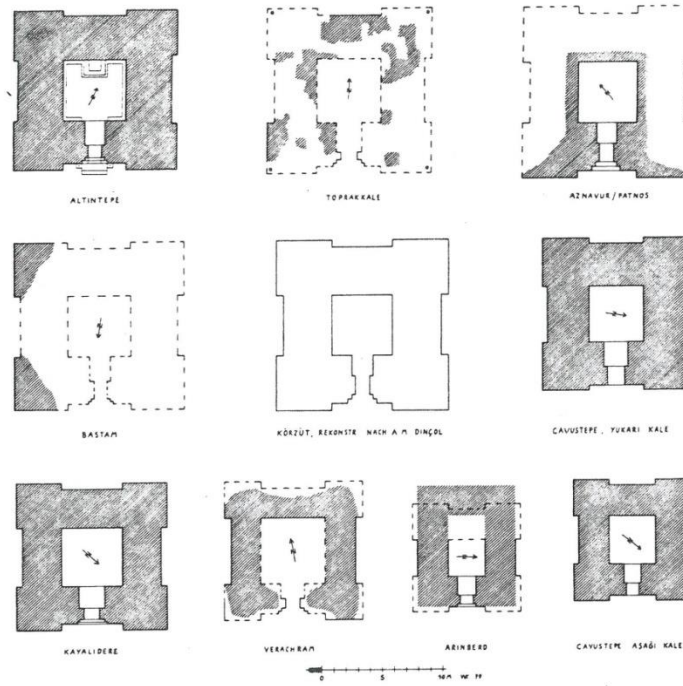 ALTINTEPE
TOPRAKKALE
AZNAVUR/PATNOS
BASTAM
KÖRZÜT, REKONSTR NACH A M DINÇOL
CAVUSTEPE, YUKARI KALE
KAYALIDERE
VERACHRAM
ARINBERD
CAVUSTEPE AŞAĞI KALE
0 5 10 M